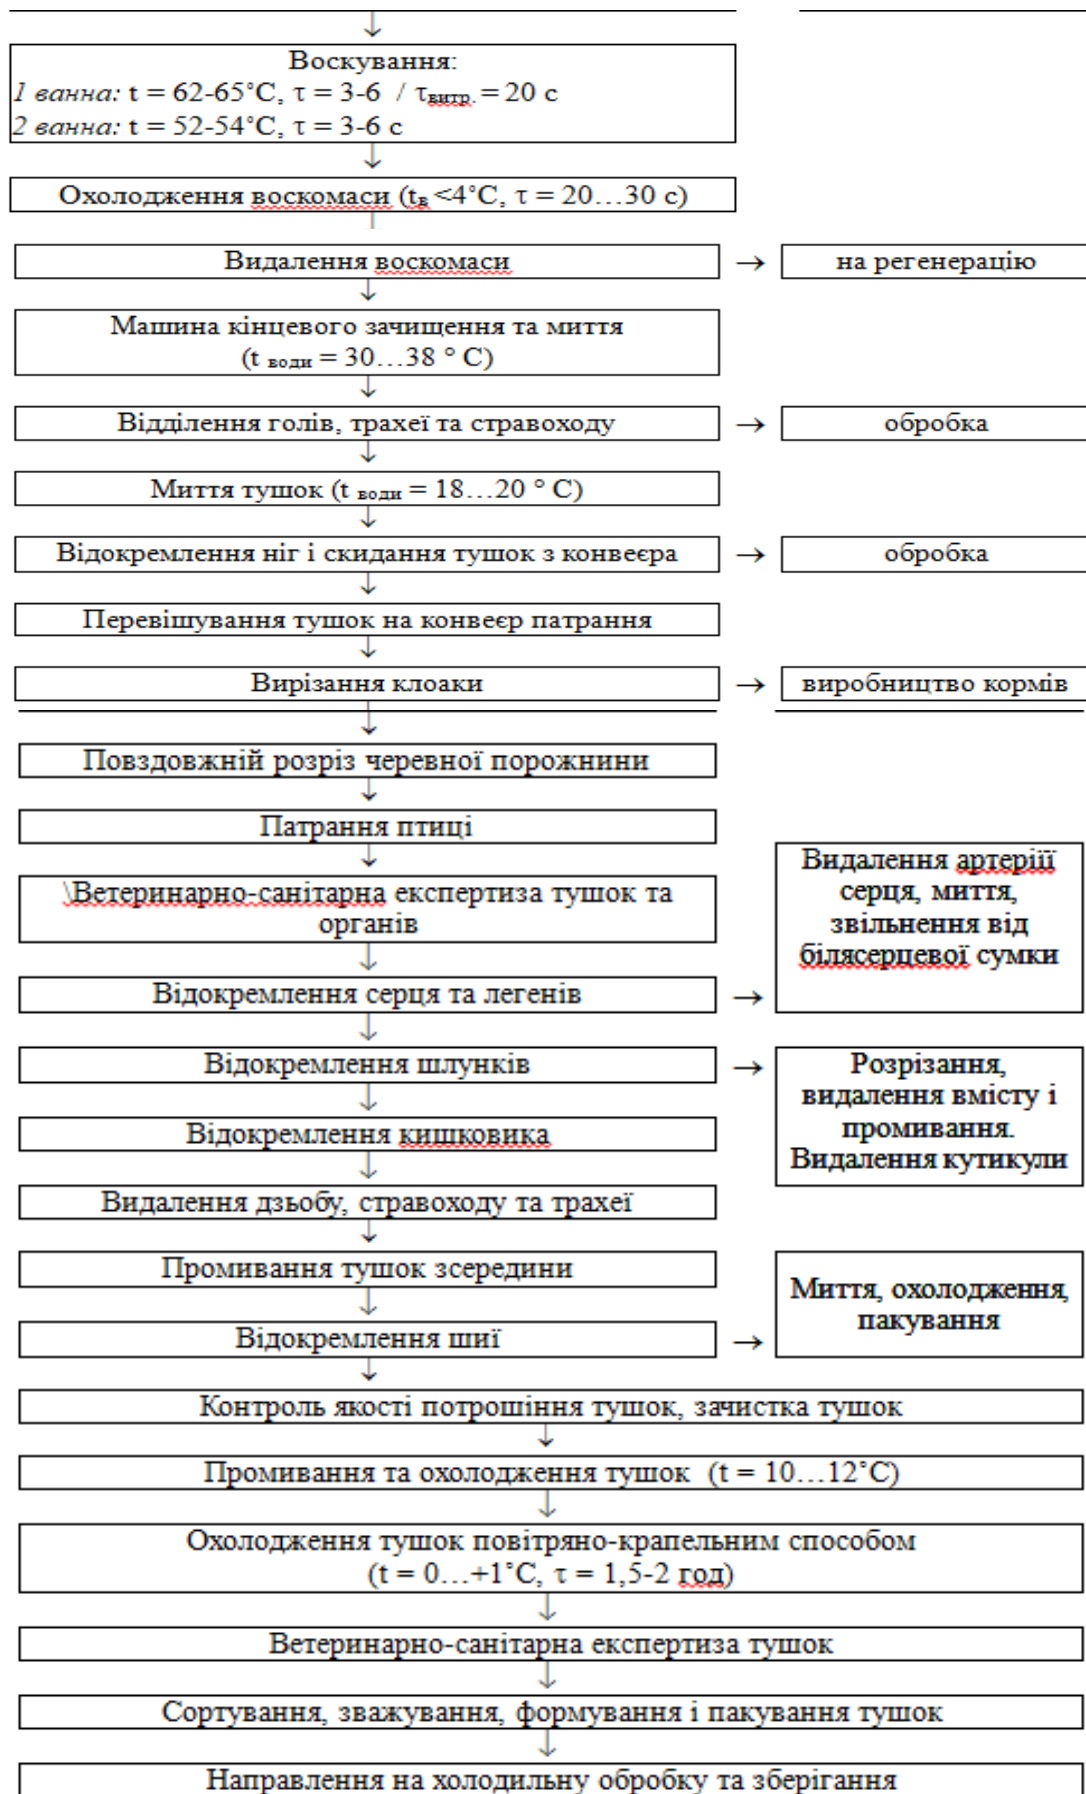 Воскування:
1 ванна: t = 62-65˚C, τ = 3-6 / τвитр. = 20 с
2 ванна: t = 52-54˚C, τ = 3-6 с
Охолодження воскомаси (tв <4˚C, τ = 20…30 с)
Видалення воскомаси → на регенерацію
Машина кінцевого зачищення та миття
(t води = 30…38 ° C)
Відділення голів, трахеї та стравоходу → обробка
Миття тушок (t води = 18…20 ° C)
Відокремлення ніг і скидання тушок з конвеєра → обробка
Перевішування тушок на конвеєр патрання
Вирізання клоаки → виробництво кормів
Повздовжній розріз черевної порожнини
Патрання птиці
\Ветеринарно-санітарна експертиза тушок та
органів
Відокремлення серця та легенів →
Видалення артеріїї
серця, миття,
звільнення від
білясерцевої сумки
Відокремлення шлунків →
Розрізання,
видалення вмісту і
промивання.
Видалення кутикули
Відокремлення кишковика
Видалення дзьобу, стравоходу та трахеї
Промивання тушок зсередини
Відокремлення шиї →
Миття, охолодження,
пакування
Контроль якості потрошіння тушок, зачистка тушок
Промивання та охолодження тушок (t = 10…12˚C)
Охолодження тушок повітряно-крапельним способом
(t = 0…+1˚C, τ = 1,5-2 год)
Ветеринарно-санітарна експертиза тушок
Сортування, зважування, формування і пакування тушок
Направлення на холодильну обробку та зберігання